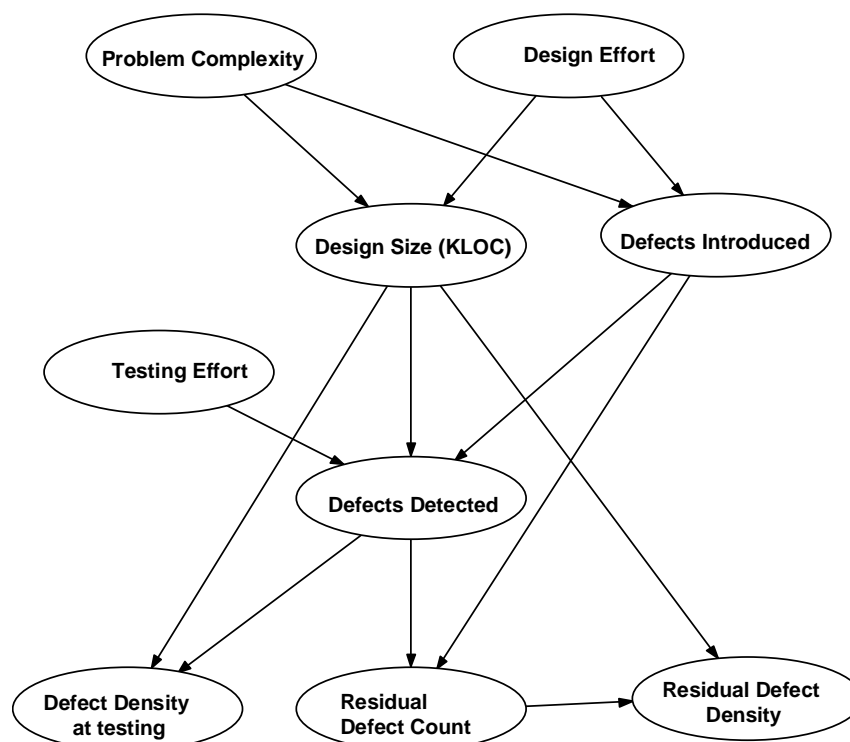 Problem Complexity
Design Effort
Design Size (KLOC)
Defects Introduced
Testing Effort
Defects Detected
Defect Density
at testing
Residual
Defect Count
Residual Defect
Density